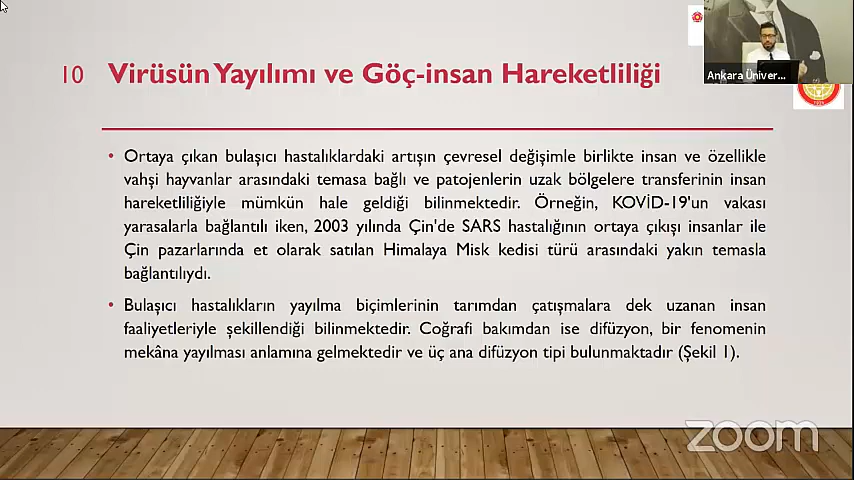 10 Virüsün Yayılımı ve Göç-insan Hareketliliği
Ankara Üniver...
• Ortaya çıkan bulaşıcı hastalıklardaki artışın çevresel değişimle birlikte insan ve özellikle
vahşi hayvanlar arasındaki temasa bağlı ve patojenlerin uzak bölgelere transferinin insan
hareketliliğiyle mümkün hale geldiği bilinmektedir. Örneğin, KOVİD-19'un vakası
yarasalarla bağlantılı iken, 2003 yılında Çin'de SARS hastalığının ortaya çıkışı insanlar ile
Çin pazarlarında et olarak satılan Himalaya Misk kedisi türü arasındaki yakın temasla
bağlantılıydı.
• Bulaşıcı hastalıkların yayılma biçimlerinin tarımdan çatışmalara dek uzanan insan
faaliyetleriyle şekillendiği bilinmektedir. Coğrafi bakımdan ise difüzyon, bir fenomenin
mekâna yayılması anlamına gelmektedir ve üç ana difüzyon tipi bulunmaktadır (Şekil 1).
zoom